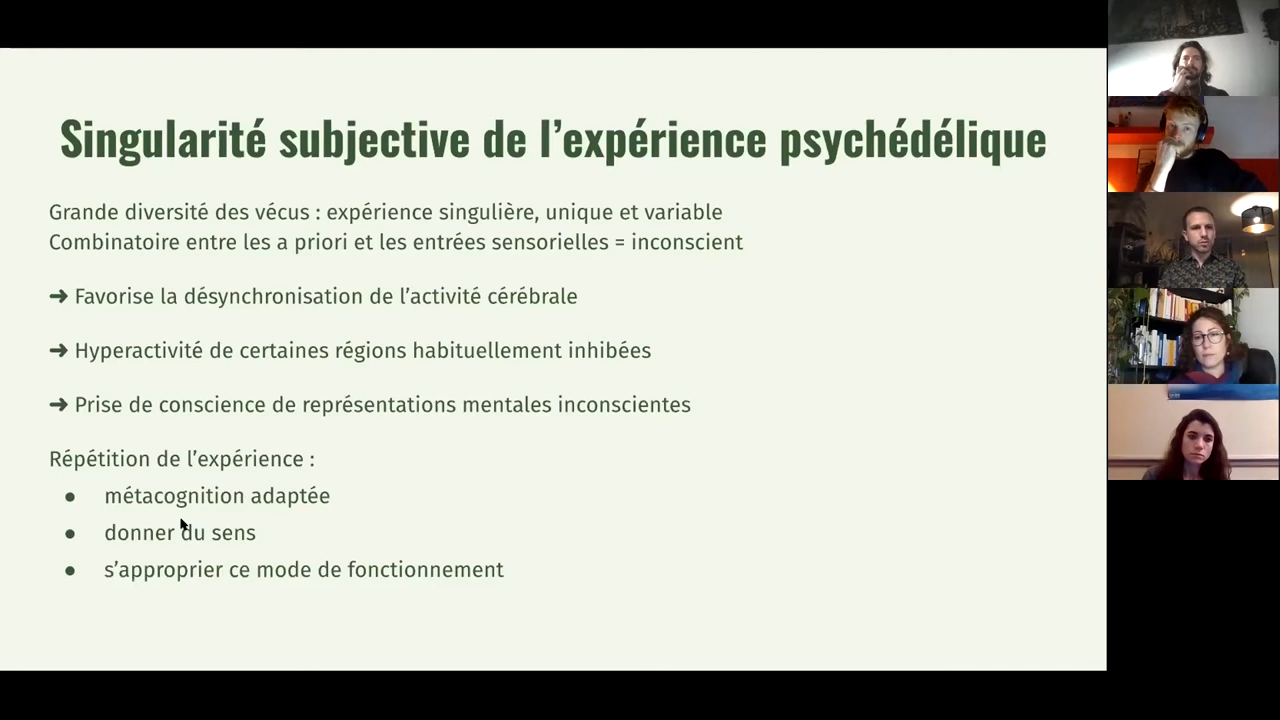 Singularité subjective de l’expérience psychédélique
Grande diversité des vécus : expérience singulière, unique et variable
Combinatoire entre les a priori et les entrées sensorielles = inconscient
➜ Favorise la désynchronisation de l’activité cérébrale
➜ Hyperactivité de certaines régions habituellement inhibées
➜ Prise de conscience de représentations mentales inconscientes
Répétition de l’expérience :
● métacognition adaptée
● donner du sens
● s’approprier ce mode de fonctionnement